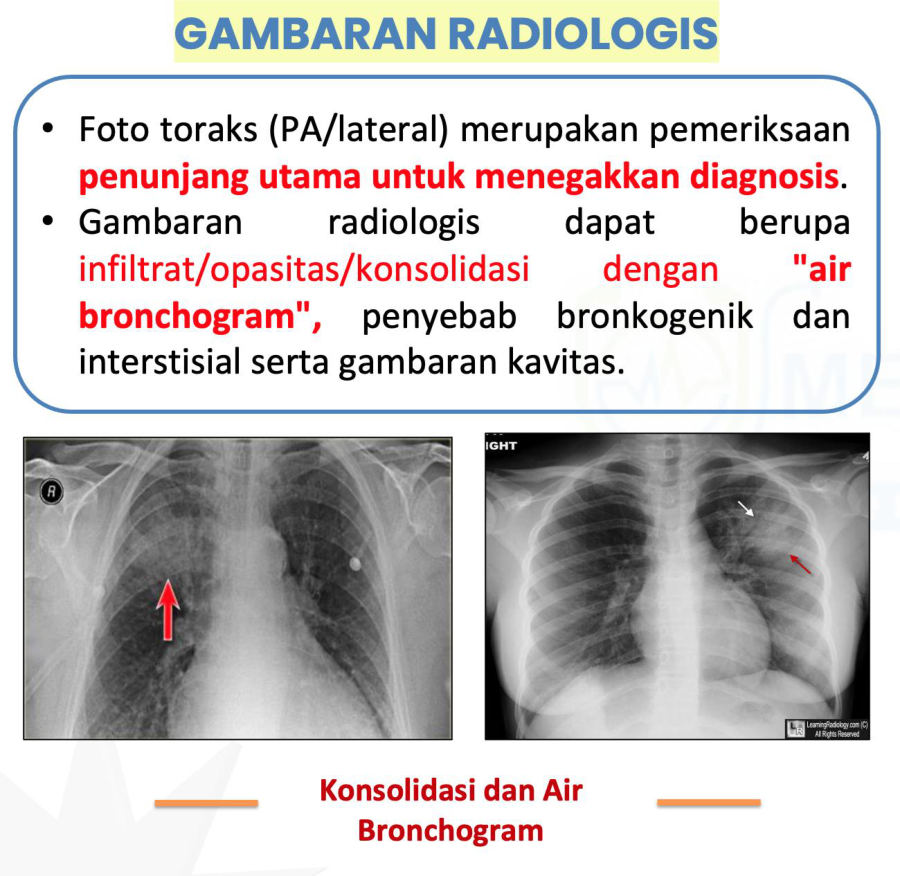 GAMBARAN RADIOLOGIS
• Foto toraks (PA/lateral) merupakan pemeriksaan
penunjang utama untuk menegakkan diagnosis.
• Gambaran radiologis dapat berupa
infiltrat/opasitas/konsolidasi dengan "air
bronchogram", penyebab bronkogenik dan
interstisial serta gambaran kavitas.
R
IGHT
LR
LearningRadiology.com (C)
All Rights Reserved
Konsolidasi dan Air
Bronchogram